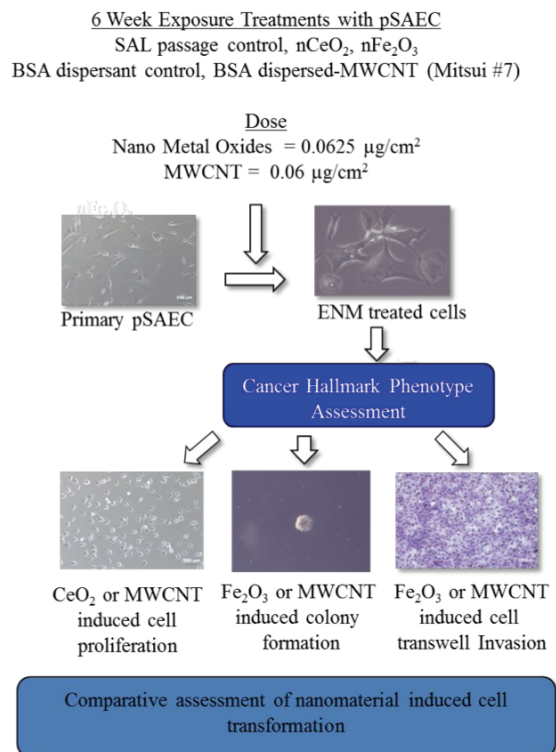 6 Week Exposure Treatments with pSAEC
SAL passage control, nCeO₂, nFe₂O₃
BSA dispersant control, BSA dispersed-MWCNT (Mitsui #7)
Dose
Nano Metal Oxides = 0.0625 µg/cm²
MWCNT = 0.06 µg/cm²
Primary pSAEC
ENM treated cells
Cancer Hallmark Phenotype
Assessment
CeO₂ or MWCNT
induced cell
proliferation
Fe₂O₃ or MWCNT
induced colony
formation
Fe₂O₃ or MWCNT
induced cell
transwell Invasion
Comparative assessment of nanomaterial induced cell
transformation